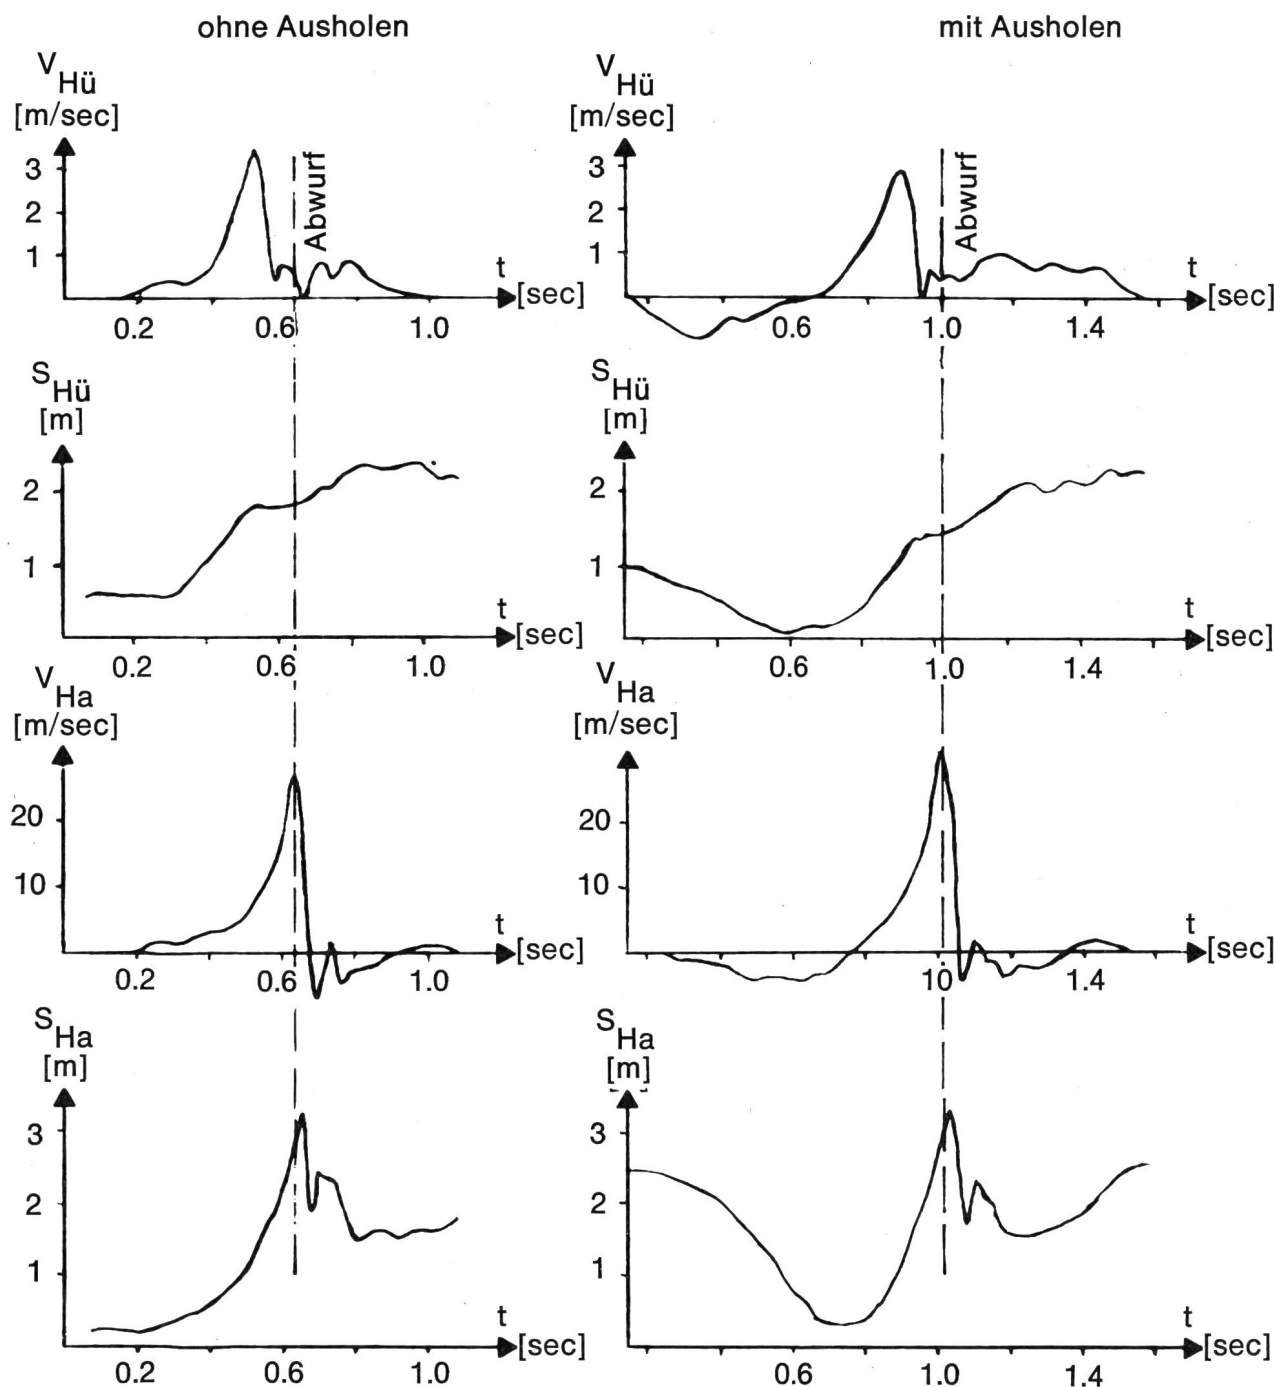 ohne Ausholen
mit Ausholen
V Hü
[m/sec]
3
2
1
Abwurf
t
[sec]
0.2
0.6
1.0
V Hü
[m/sec]
3
2
1
Abwurf
t
[sec]
0.6
1.0
1.4
S Hü
[m]
2
1
t
[sec]
0.2
0.6
1.0
S Hü
[m]
2
1
t
[sec]
0.6
1.0
1.4
V Ha
[m/sec]
20
10
t
[sec]
0.2
0.6
1.0
V Ha
[m/sec]
20
10
t
[sec]
10
1.4
S Ha
[m]
3
2
1
t
[sec]
0.2
0.6
1.0
S Ha
[m]
3
2
1
t
[sec]
0.6
1.0
1.4